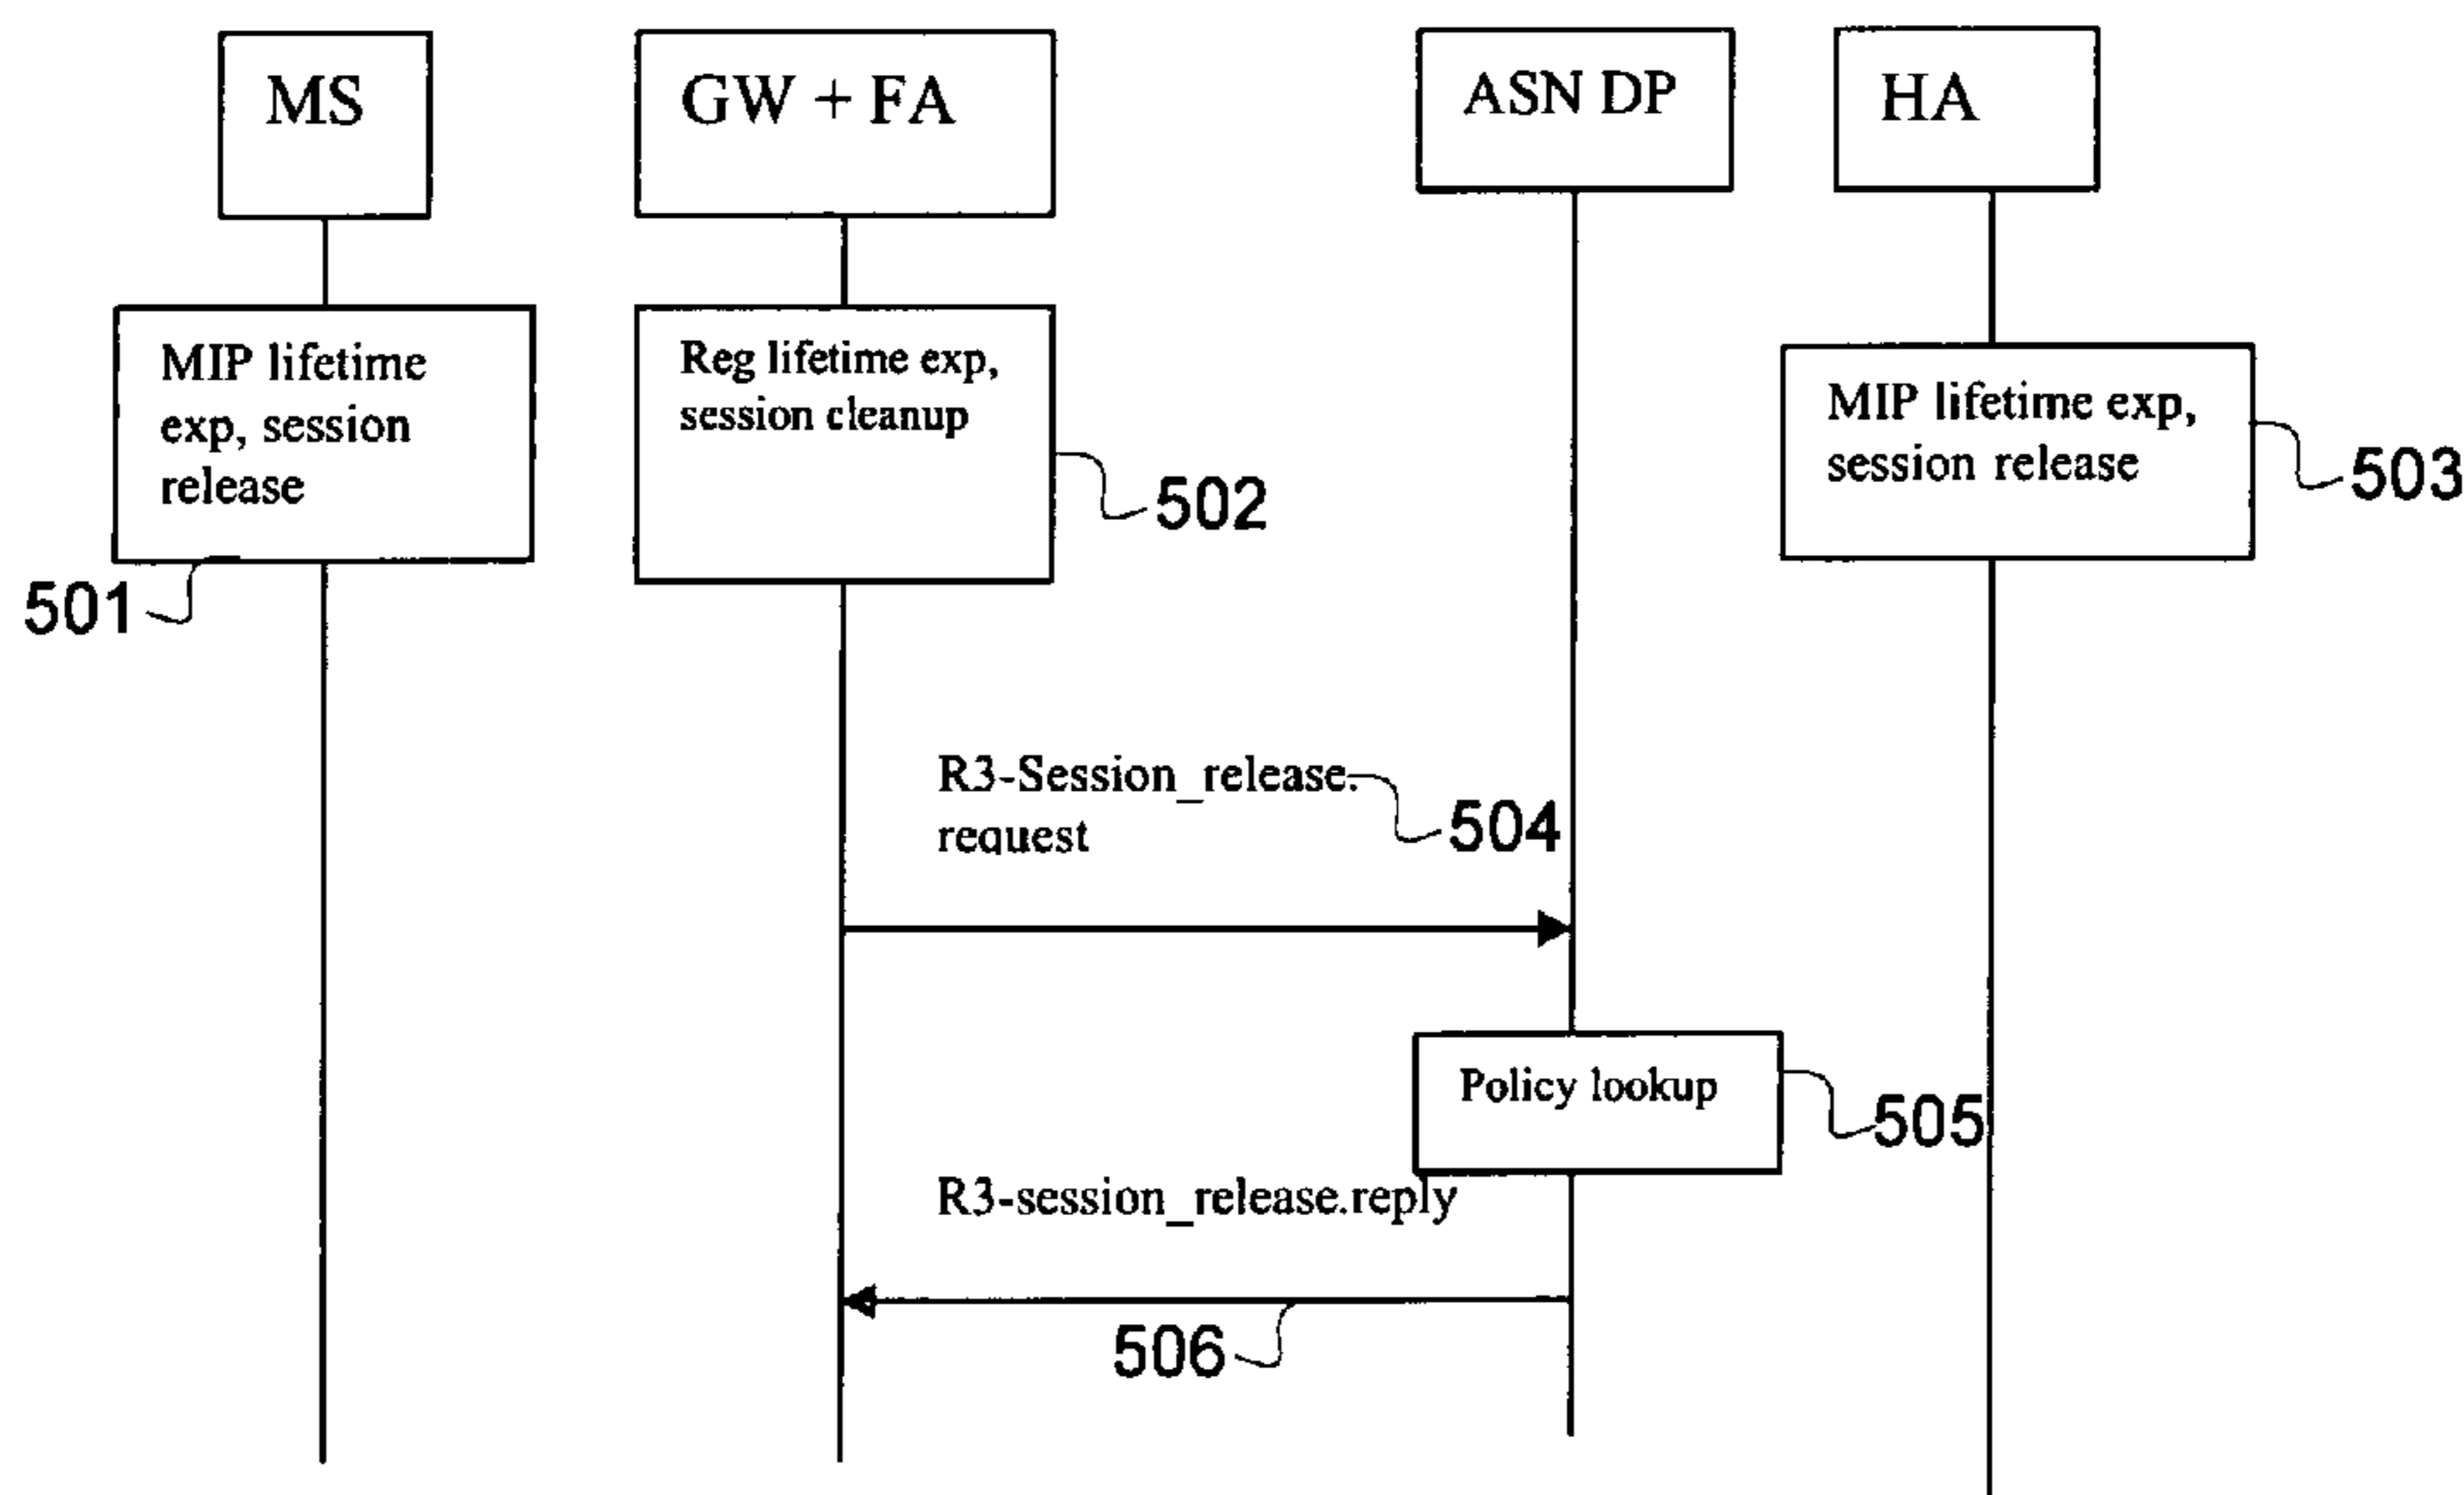 MS
GW + FA
ASN DP
HA
MIP lifetime
exp, session
release
501
Reg lifetime exp,
session cleanup
502
MIP lifetime exp,
session release
503
R3-Session_release.
request
504
Policy lookup
505
R3-session_release.reply
506